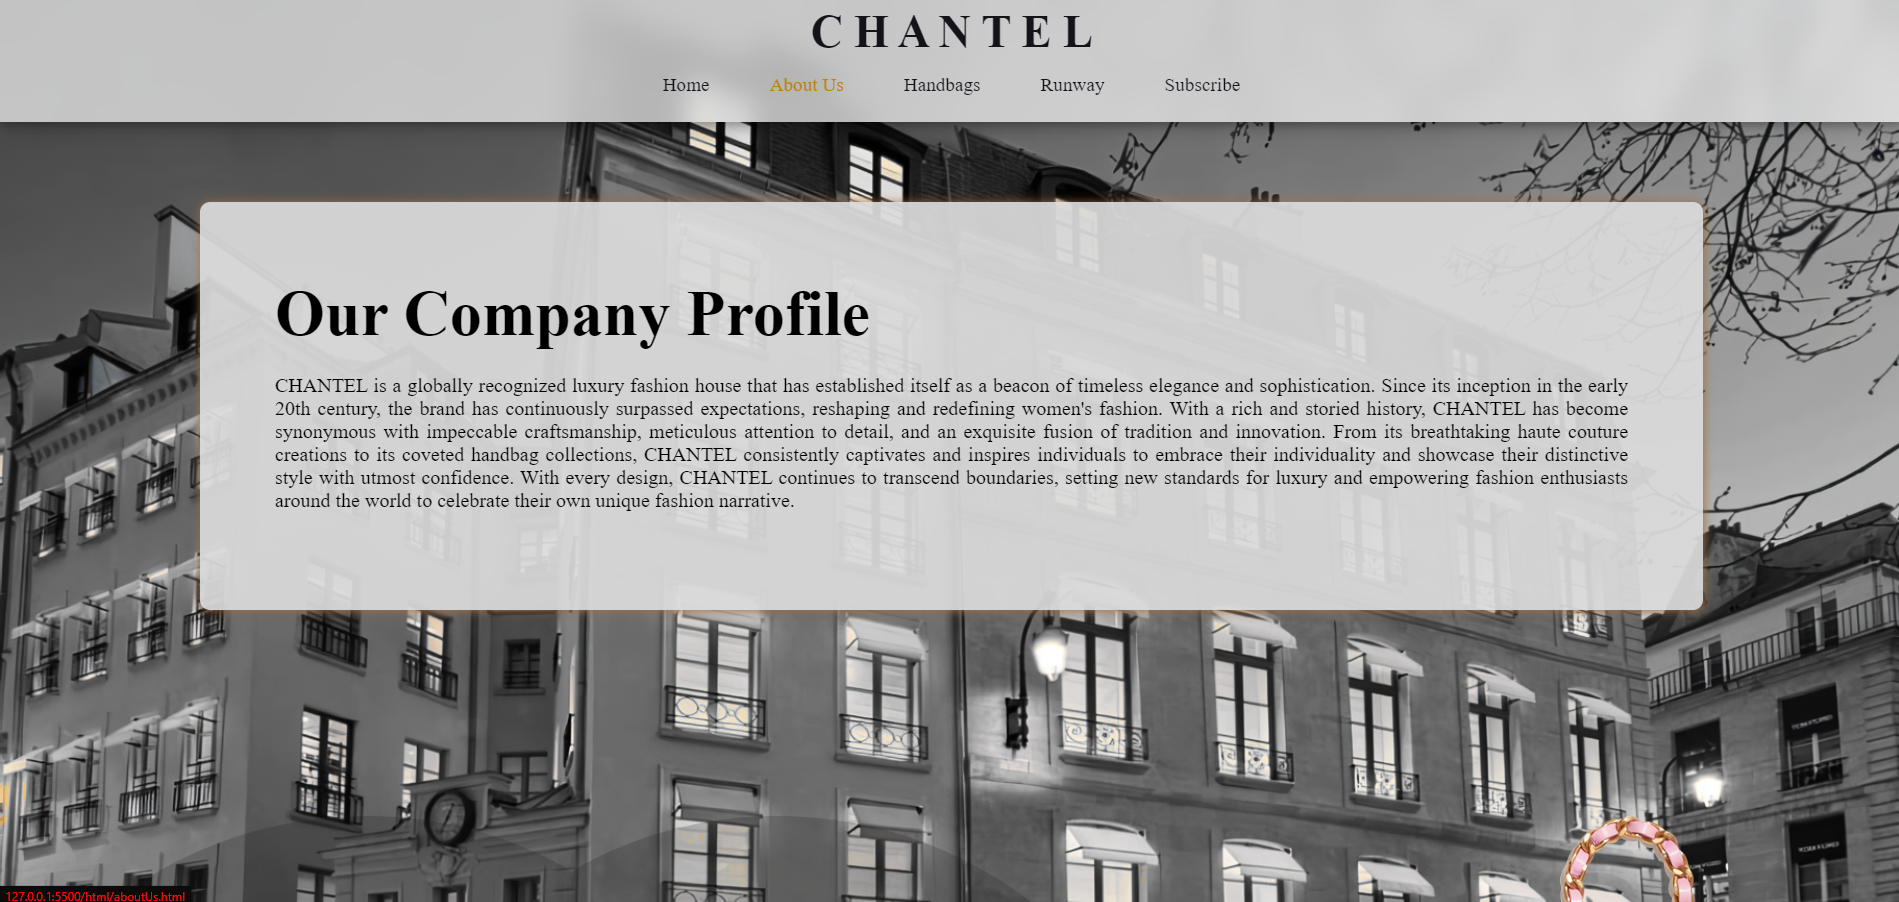 CHANTEL
Home About Us Handbags Runway Subscribe
Our Company Profile
CHANTEL is a globally recognized luxury fashion house that has established itself as a beacon of timeless elegance and sophistication. Since its inception in the early
20th century, the brand has continuously surpassed expectations, reshaping and redefining women's fashion. With a rich and storied history, CHANTEL has become
synonymous with impeccable craftsmanship, meticulous attention to detail, and an exquisite fusion of tradition and innovation. From its breathtaking haute couture
creations to its coveted handbag collections, CHANTEL consistently captivates and inspires individuals to embrace their individuality and showcase their distinctive
style with utmost confidence. With every design, CHANTEL continues to transcend boundaries, setting new standards for luxury and empowering fashion enthusiasts
around the world to celebrate their own unique fashion narrative.
127.0.0.1:5500/html/aboutUs.html